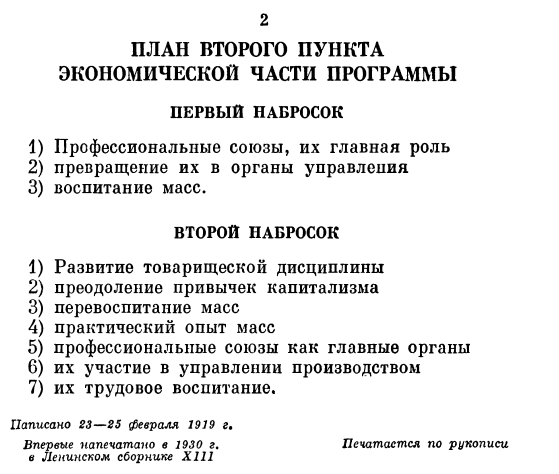 2
ПЛАН ВТОРОГО ПУНКТА
ЭКОНОМИЧЕСКОЙ ЧАСТИ ПРОГРАММЫ
ПЕРВЫЙ НАБРОСОК
1) Профессиональные союзы, их главная роль
2) превращение их в органы управления
3) воспитание масс.
ВТОРОЙ НАБРОСОК
1) Развитие товарищеской дисциплины
2) преодоление привычек капитализма
3) перевоспитание масс
4) практический опыт масс
5) профессиональные союзы как главные органы
6) их участие в управлении производством
7) их трудовое воспитание.
Написано 23—25 февраля 1919 г.
Впервые напечатано в 1930 г.
в Ленинском сборнике XIII
Печатается по рукописи